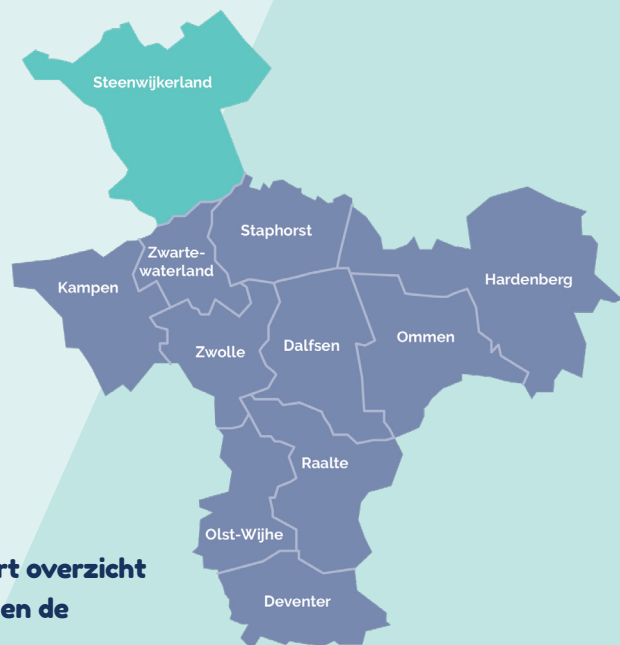 Steenwijkerland
Staphorst
Zwarte-
waterland
Kampen
Hardenberg
Ommen
Dalfsen
Zwolle
Raalte
Olst-Wijhe
rt overzicht
Deventer
en de